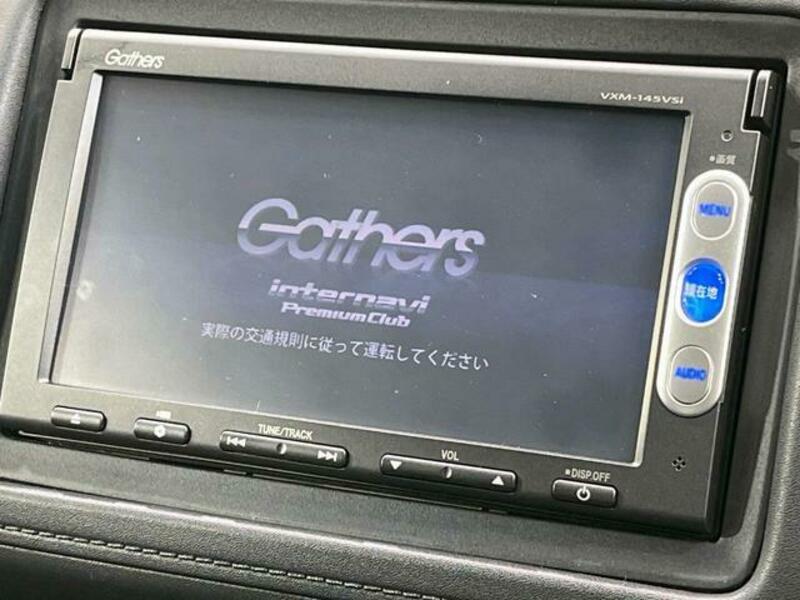 Gathers
VXM-145VSi
※画質
MENU
現在地
AUDIO
Gathers
internavi
Premium Club
実際の交通規則に従って運転してください
TUNE/TRACK
VOL
※DISP.OFF